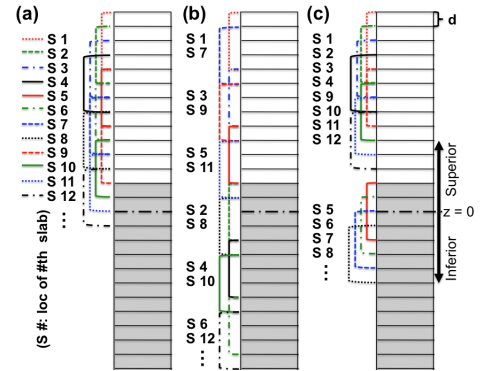 (a)
S 1
S 2
S 3
S 4
S 5
S 6
S 7
S 8
S 9
S 10
S 11
S 12
(S #: loc of #th slab)
(b)
S 1
S 7
S 3
S 9
S 5
S 11
S 2
S 8
S 4
S 10
S 6
S 12
(c)
S 1
S 2
S 3
S 4
S 9
S 10
S 11
S 12
S 5
S 6
S 7
S 8
d
Superior
z = 0
Inferior